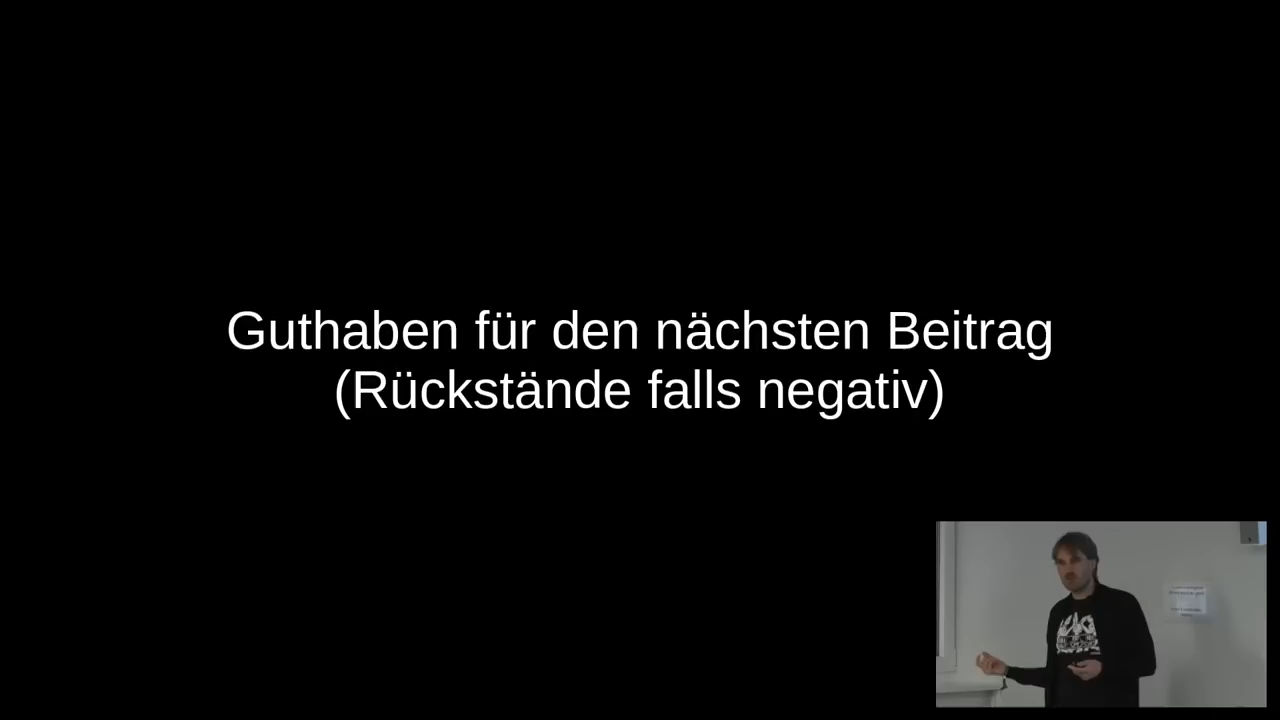 Guthaben für den nächsten Beitrag
(Rückstände falls negativ)